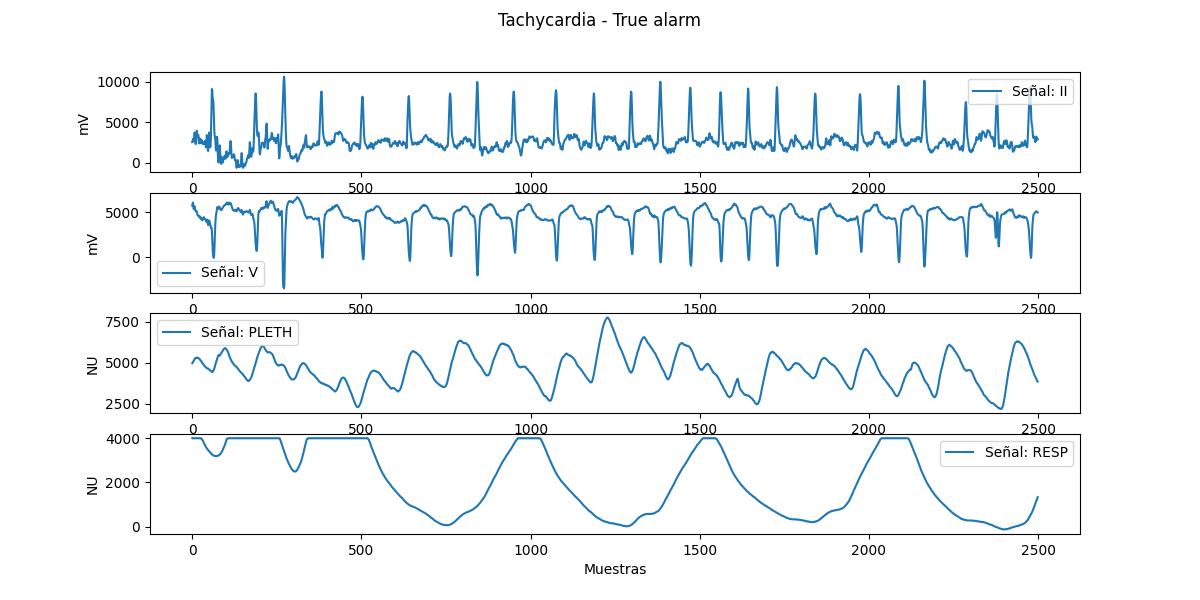 Tachycardia - True alarm
10000
5000
0
mV
Señal: II
0 500 1000 1500 2000 2500
5000
0
mV
Señal: V
0 500 1000 1500 2000 2500
7500
5000
2500
NU
Señal: PLETH
0 500 1000 1500 2000 2500
4000
2000
0
NU
Señal: RESP
0 500 1000 1500 2000 2500
Muestras